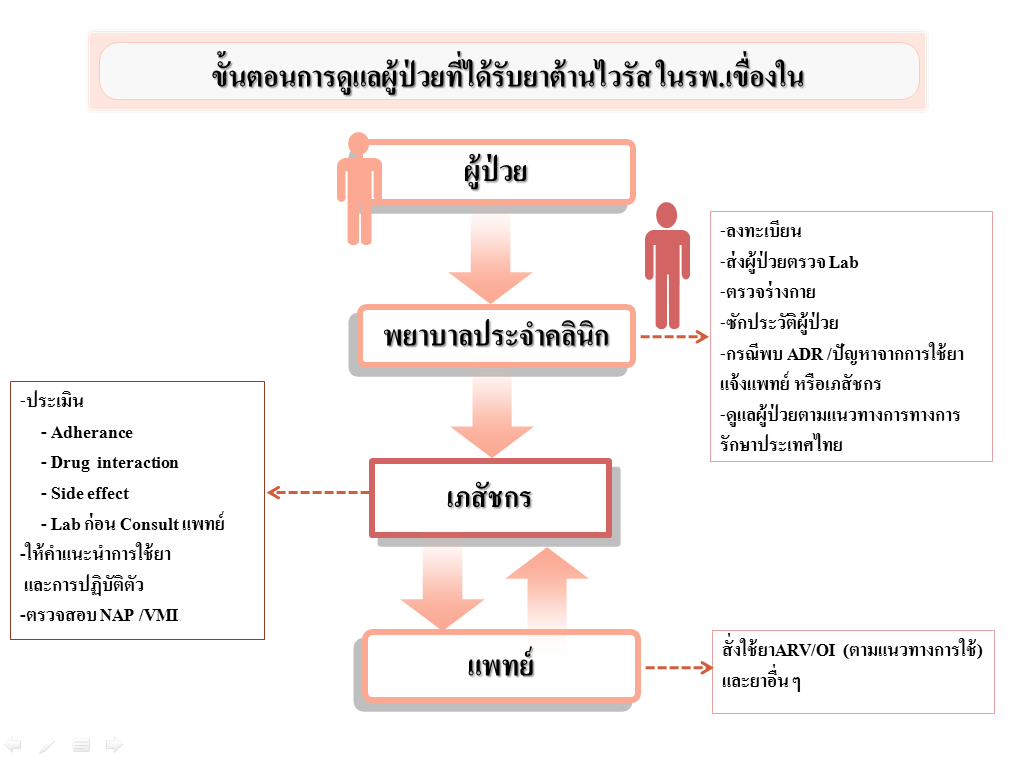 ขั้นตอนการดูแลผู้ป่วยที่ได้รับยาต้านไวรัส ในรพ.เขื่องใน
ผู้ป่วย
พยาบาลประจำคลินิก
-ลงทะเบียน
-ส่งผู้ป่วยตรวจ Lab
-ตรวจร่างกาย
-ซักประวัติผู้ป่วย
-กรณีพบ ADR /ปัญหาจากการใช้ยา
แจ้งแพทย์ หรือเภสัชกร
-ดูแลผู้ป่วยตามแนวทางการทางการ
รักษาประเทศไทย
เภสัชกร
-ประเมิน
- Adherance
- Drug interaction
- Side effect
- Lab ก่อน Consult แพทย์
-ให้คำแนะนำการใช้ยา
และการปฏิบัติตัว
-ตรวจสอบ NAP /VMI
แพทย์
สั่งใช้ยาARV/OI (ตามแนวทางการใช้)
และยาอื่น ๆ